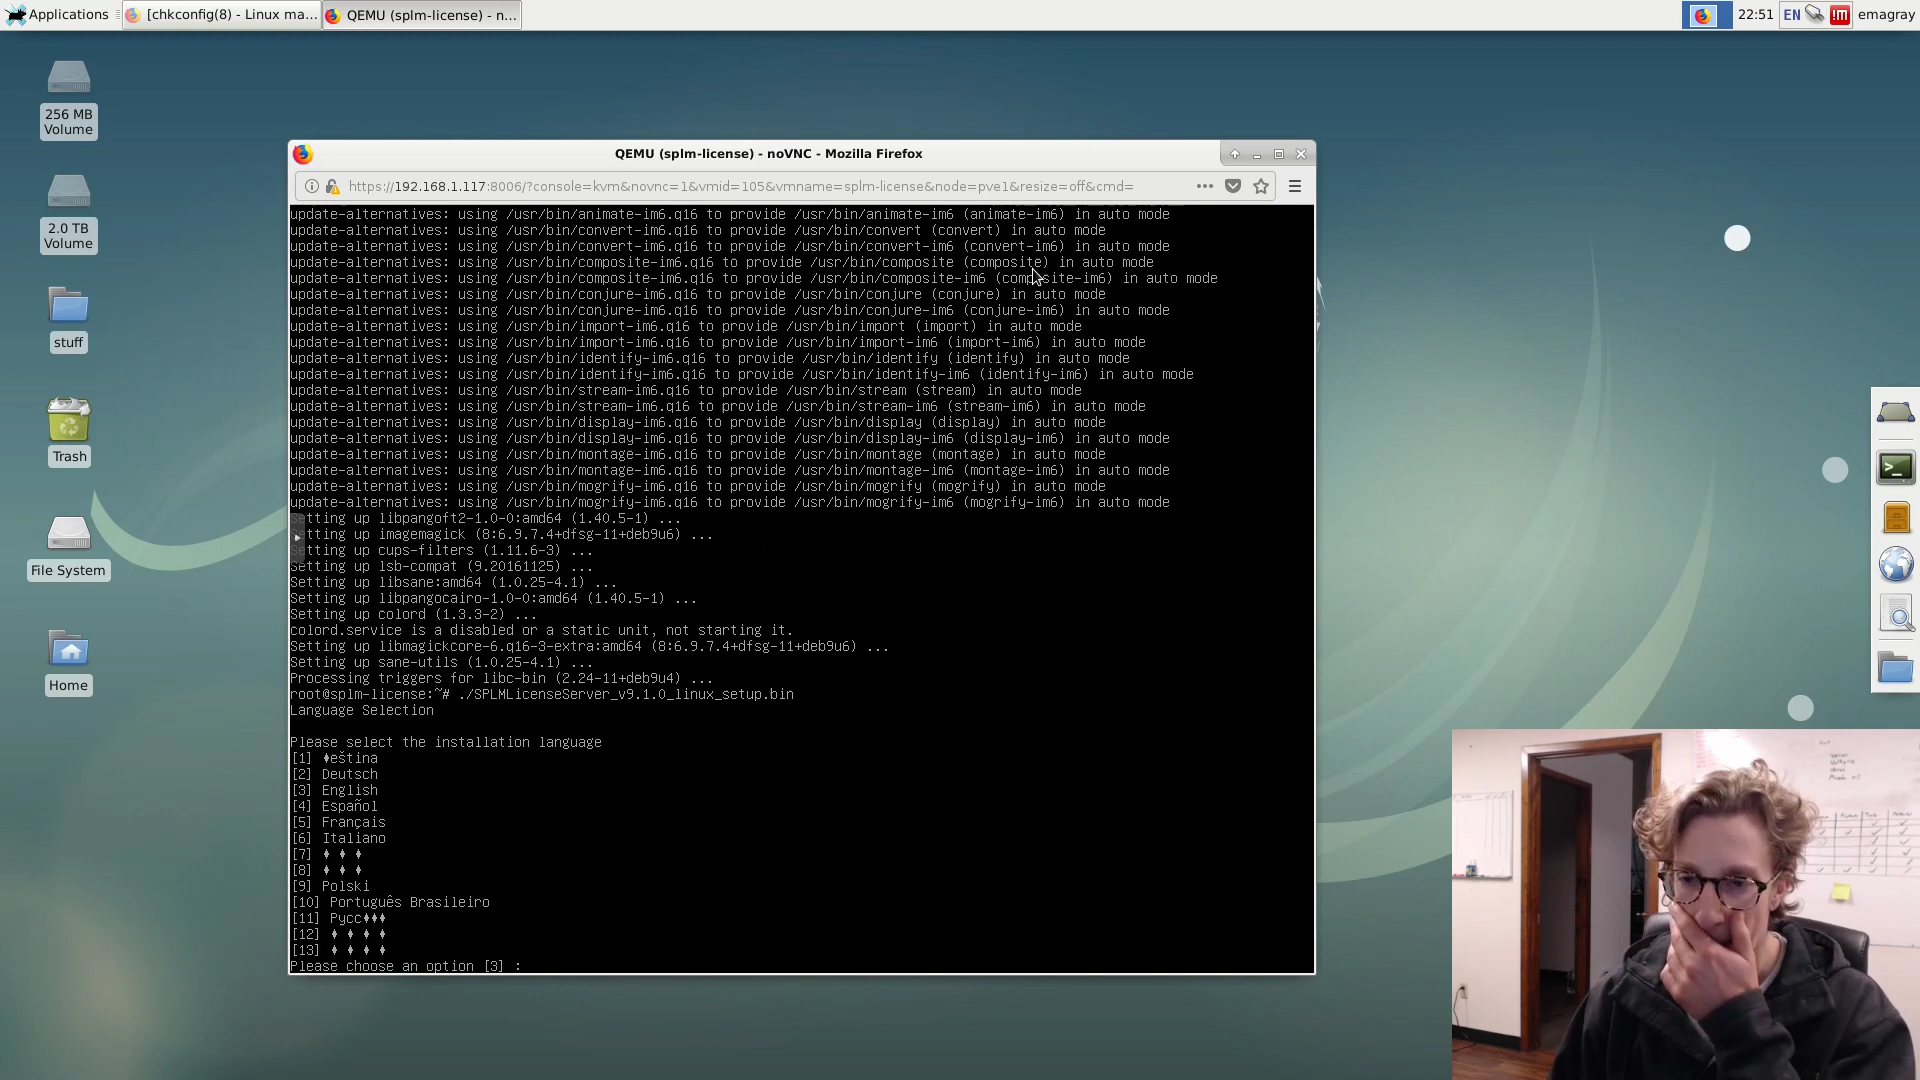 Applications
[chkconfig(8) - Linux ma...
QEMU (splm-license) - n...
22:51
EN
!m
emagray
256 MB
Volume
2.0 TB
Volume
stuff
Trash
File System
Home
QEMU (splm-license) - noVNC - Mozilla Firefox
https://192.168.1.117:8006/?console=kvm&novnc=1&vmid=105&vmname=splm-license&node=pve1&resize=off&cmd=
update-alternatives: using /usr/bin/animate-im6.q16 to provide /usr/bin/animate-im6 (animate-im6) in auto mode
update-alternatives: using /usr/bin/convert-im6.q16 to provide /usr/bin/convert (convert) in auto mode
update-alternatives: using /usr/bin/convert-im6.q16 to provide /usr/bin/convert-im6 (convert-im6) in auto mode
update-alternatives: using /usr/bin/composite-im6.q16 to provide /usr/bin/composite (composite) in auto mode
update-alternatives: using /usr/bin/composite-im6.q16 to provide /usr/bin/composite-im6 (composite-im6) in auto mode
update-alternatives: using /usr/bin/conjure-im6.q16 to provide /usr/bin/conjure (conjure) in auto mode
update-alternatives: using /usr/bin/conjure-im6.q16 to provide /usr/bin/conjure-im6 (conjure-im6) in auto mode
update-alternatives: using /usr/bin/import-im6.q16 to provide /usr/bin/import (import) in auto mode
update-alternatives: using /usr/bin/import-im6.q16 to provide /usr/bin/import-im6 (import-im6) in auto mode
update-alternatives: using /usr/bin/identify-im6.q16 to provide /usr/bin/identify (identify) in auto mode
update-alternatives: using /usr/bin/identify-im6.q16 to provide /usr/bin/identify-im6 (identify-im6) in auto mode
update-alternatives: using /usr/bin/stream-im6.q16 to provide /usr/bin/stream (stream) in auto mode
update-alternatives: using /usr/bin/stream-im6.q16 to provide /usr/bin/stream-im6 (stream-im6) in auto mode
update-alternatives: using /usr/bin/display-im6.q16 to provide /usr/bin/display (display) in auto mode
update-alternatives: using /usr/bin/display-im6.q16 to provide /usr/bin/display-im6 (display-im6) in auto mode
update-alternatives: using /usr/bin/montage-im6.q16 to provide /usr/bin/montage (montage) in auto mode
update-alternatives: using /usr/bin/montage-im6.q16 to provide /usr/bin/montage-im6 (montage-im6) in auto mode
update-alternatives: using /usr/bin/mogrify-im6.q16 to provide /usr/bin/mogrify (mogrify) in auto mode
update-alternatives: using /usr/bin/mogrify-im6.q16 to provide /usr/bin/mogrify-im6 (mogrify-im6) in auto mode
Setting up libpangoft2-1.0-0:amd64 (1.40.5-1) ...
Setting up imagemagick (8:6.9.7.4+dfsg-11+deb9u6) ...
Setting up cups-filters (1.11.6-3) ...
Setting up lsb-compat (9.20161125) ...
Setting up libsane:amd64 (1.0.25-4.1) ...
Setting up libpangocairo-1.0-0:amd64 (1.40.5-1) ...
Setting up colord (1.3.3-2) ...
colord.service is a disabled or a static unit, not starting it.
Setting up libmagickcore-6.q16-3-extra:amd64 (8:6.9.7.4+dfsg-11+deb9u6) ...
Setting up sane-utils (1.0.25-4.1) ...
Processing triggers for libc-bin (2.24-11+deb9u4) ...
root@splm-license:~# ./SPLMLicenseServer_v9.1.0_linux_setup.bin
Language Selection
Please select the installation language
[1] ♦eština
[2] Deutsch
[3] English
[4] Español
[5] Français
[6] Italiano
[7] ♦ ♦ ♦
[8] ♦ ♦ ♦
[9] Polski
[10] Português Brasileiro
[11] Русс♦♦♦
[12] ♦ ♦ ♦ ♦
[13] ♦ ♦ ♦ ♦
Please choose an option [3] :